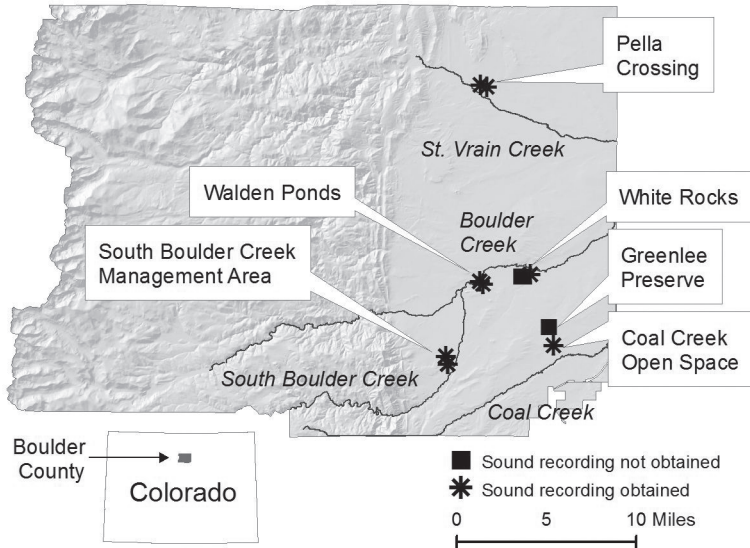 Pella
Crossing
St. Vrain Creek
Walden Ponds
White Rocks
Boulder
Creek
South Boulder Creek
Management Area
Greenlee
Preserve
Coal Creek
Open Space
South Boulder Creek
Coal Creek
Boulder
County
Colorado
Sound recording not obtained
Sound recording obtained
0 5 10 Miles